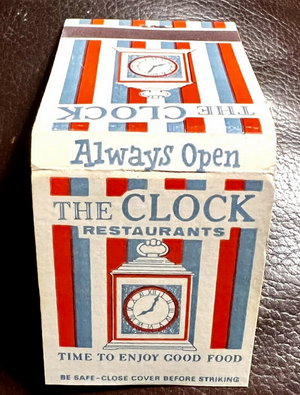 THE CLOCK
Always Open
THE CLOCK
RESTAURANTS
TIME TO ENJOY GOOD FOOD
BE SAFE-CLOSE COVER BEFORE STRIKING